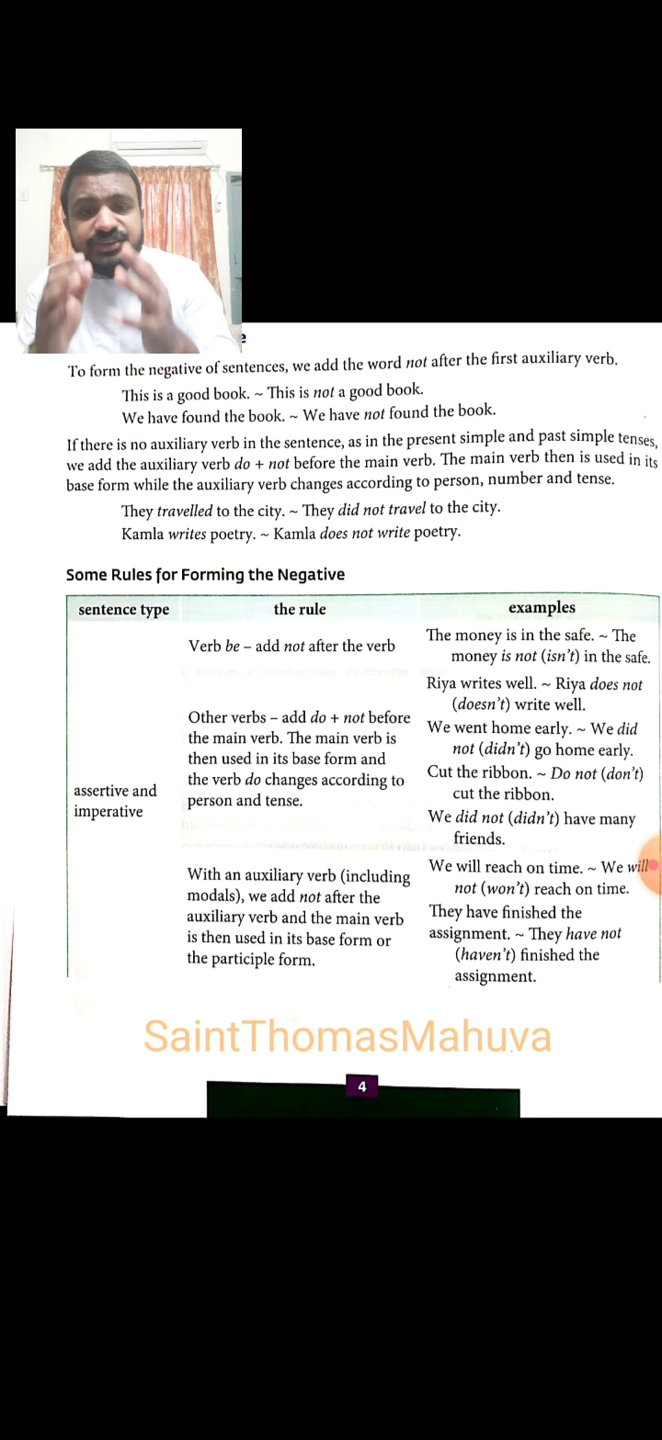 To form the negative of sentences, we add the word not after the first auxiliary verb.
This is a good book. ~ This is not a good book.
We have found the book. ~ We have not found the book.
If there is no auxiliary verb in the sentence, as in the present simple and past simple tenses,
we add the auxiliary verb do + not before the main verb. The main verb then is used in its
base form while the auxiliary verb changes according to person, number and tense.
They travelled to the city. ~ They did not travel to the city.
Kamla writes poetry. ~ Kamla does not write poetry.
Some Rules for Forming the Negative
sentence type the rule examples
assertive and
imperative
Verb be – add not after the verb
The money is in the safe. ~ The
money is not (isn't) in the safe.
Other verbs – add do + not before
the main verb. The main verb is
then used in its base form and
the verb do changes according to
person and tense.
Riya writes well. ~ Riya does not
(doesn't) write well.
We went home early. ~ We did
not (didn't) go home early.
Cut the ribbon. ~ Do not (don't)
cut the ribbon.
We did not (didn't) have many
friends.
With an auxiliary verb (including
modals), we add not after the
auxiliary verb and the main verb
is then used in its base form or
the participle form.
We will reach on time. ~ We will
not (won't) reach on time.
They have finished the
assignment. ~ They have not
(haven't) finished the
assignment.
SaintThomasMahuva
4